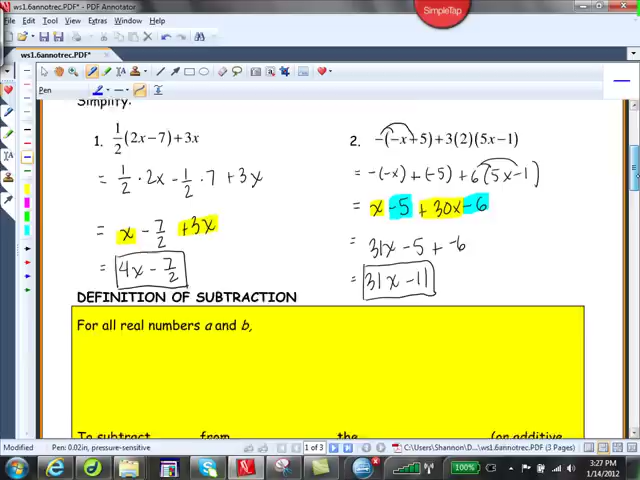 SimpleTap
ws1.6annotrec.PDF* - PDF Annotator
File Edit View Tool Window Help
ws1.6annotrec.PDF*
Pen
Simplify:
1. 1/2(2x-7)+3x
= 1/2 · 2x - 1/2 · 7 + 3x
= x - 7/2 +3x
= 4x - 7/2
2. -(-x+5)+3(2)(5x-1)
= -(-x) + (-5) + 6(5x-1)
= x -5 +30x -6
= 31x -5 + -6
= 31x -11
DEFINITION OF SUBTRACTION
For all real numbers a and b,
To subtract from the (or additive
Modified Pen: 0.02in, pressure-sensitive 1 of 3 C:\Users\Shannon\D...\ws1.6annotrec.PDF (3 Pages)
100% 3:27 PM
1/14/2012